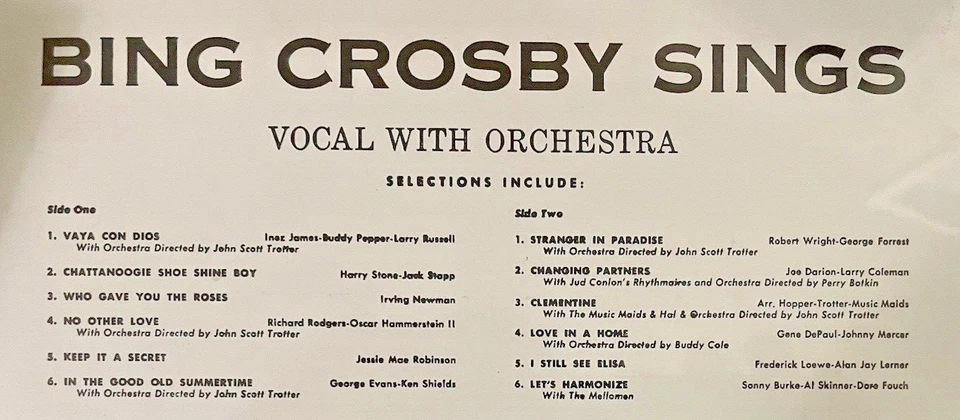 BING CROSBY SINGS
VOCAL WITH ORCHESTRA
SELECTIONS INCLUDE:
Side One
1. VAYA CON DIOS Inez James-Buddy Pepper-Larry Russell
With Orchestra Directed by John Scott Trotter
2. CHATTANOOGIE SHOE SHINE BOY Harry Stone-Jack Stapp
3. WHO GAVE YOU THE ROSES Irving Newman
4. NO OTHER LOVE Richard Rodgers-Oscar Hammerstein II
With Orchestra Directed by John Scott Trotter
5. KEEP IT A SECRET Jessie Mae Robinson
6. IN THE GOOD OLD SUMMERTIME George Evans-Ken Shields
With Orchestra Directed by John Scott Trotter
Side Two
1. STRANGER IN PARADISE Robert Wright-George Forrest
With Orchestra Directed by John Scott Trotter
2. CHANGING PARTNERS Joe Darion-Larry Coleman
With Jud Conlon's Rhythmaires and Orchestra Directed by Perry Botkin
3. CLEMENTINE Arr. Hopper-Trotter-Music Maids
With The Music Maids & Hal & Orchestra Directed by John Scott Trotter
4. LOVE IN A HOME Gene DePaul-Johnny Mercer
With Orchestra Directed by Buddy Cole
5. I STILL SEE ELISA Frederick Loewe-Alan Jay Lerner
6. LET'S HARMONIZE Sonny Burke-Al Skinner-Dave Fouch
With The Mellomen